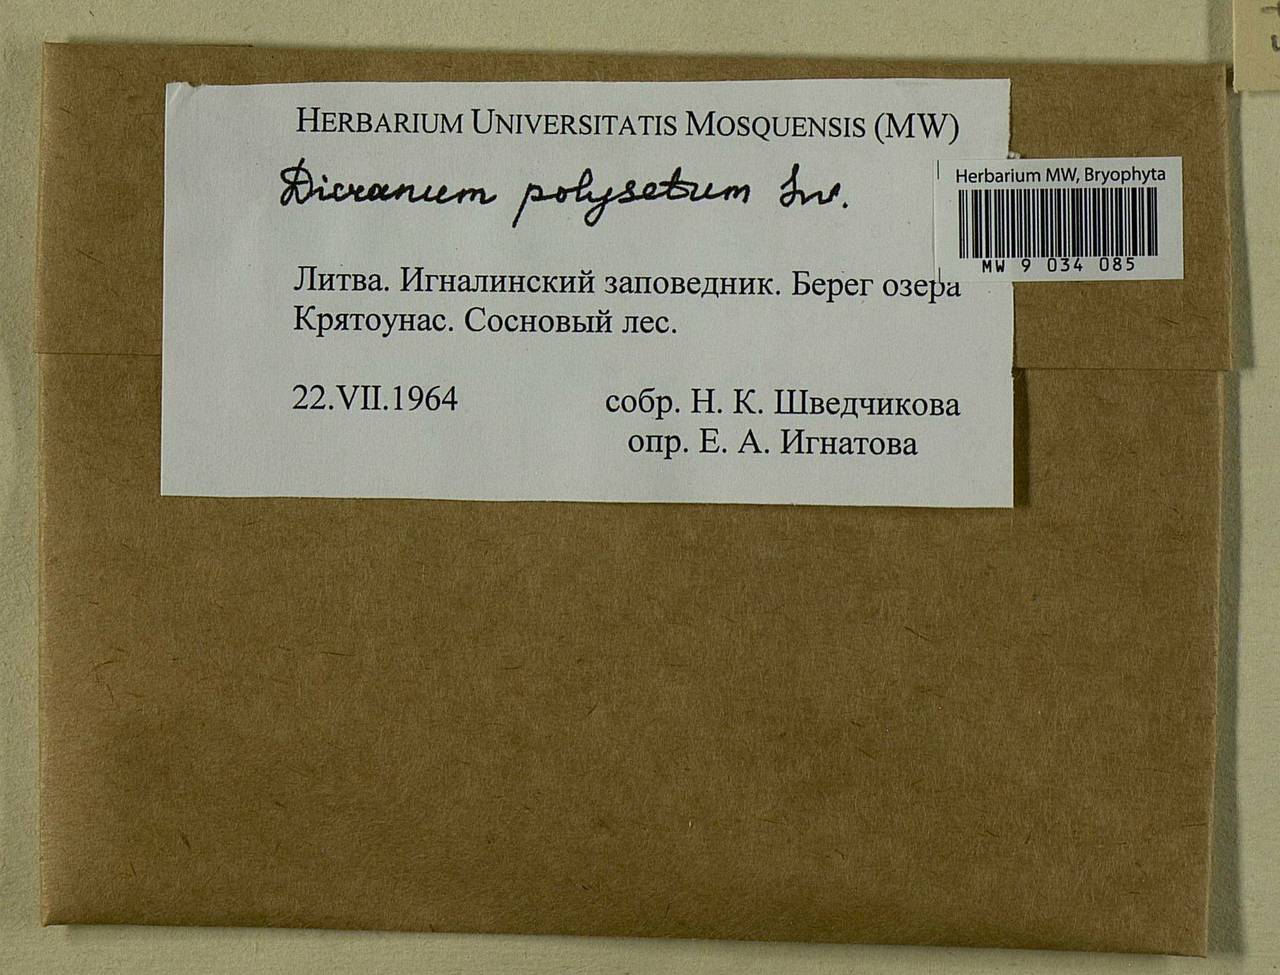 HERBARIUM UNIVERSITATIS MOSQUENSIS (MW)
Dicranum polysetum Sw.
Herbarium MW, Bryophyta
MW 9 034 085
Литва. Игналинский заповедник. Берег озера
Крятоунас. Сосновый лес.
22.VII.1964 собр. Н. К. Шведчикова
опр. Е. А. Игнатова